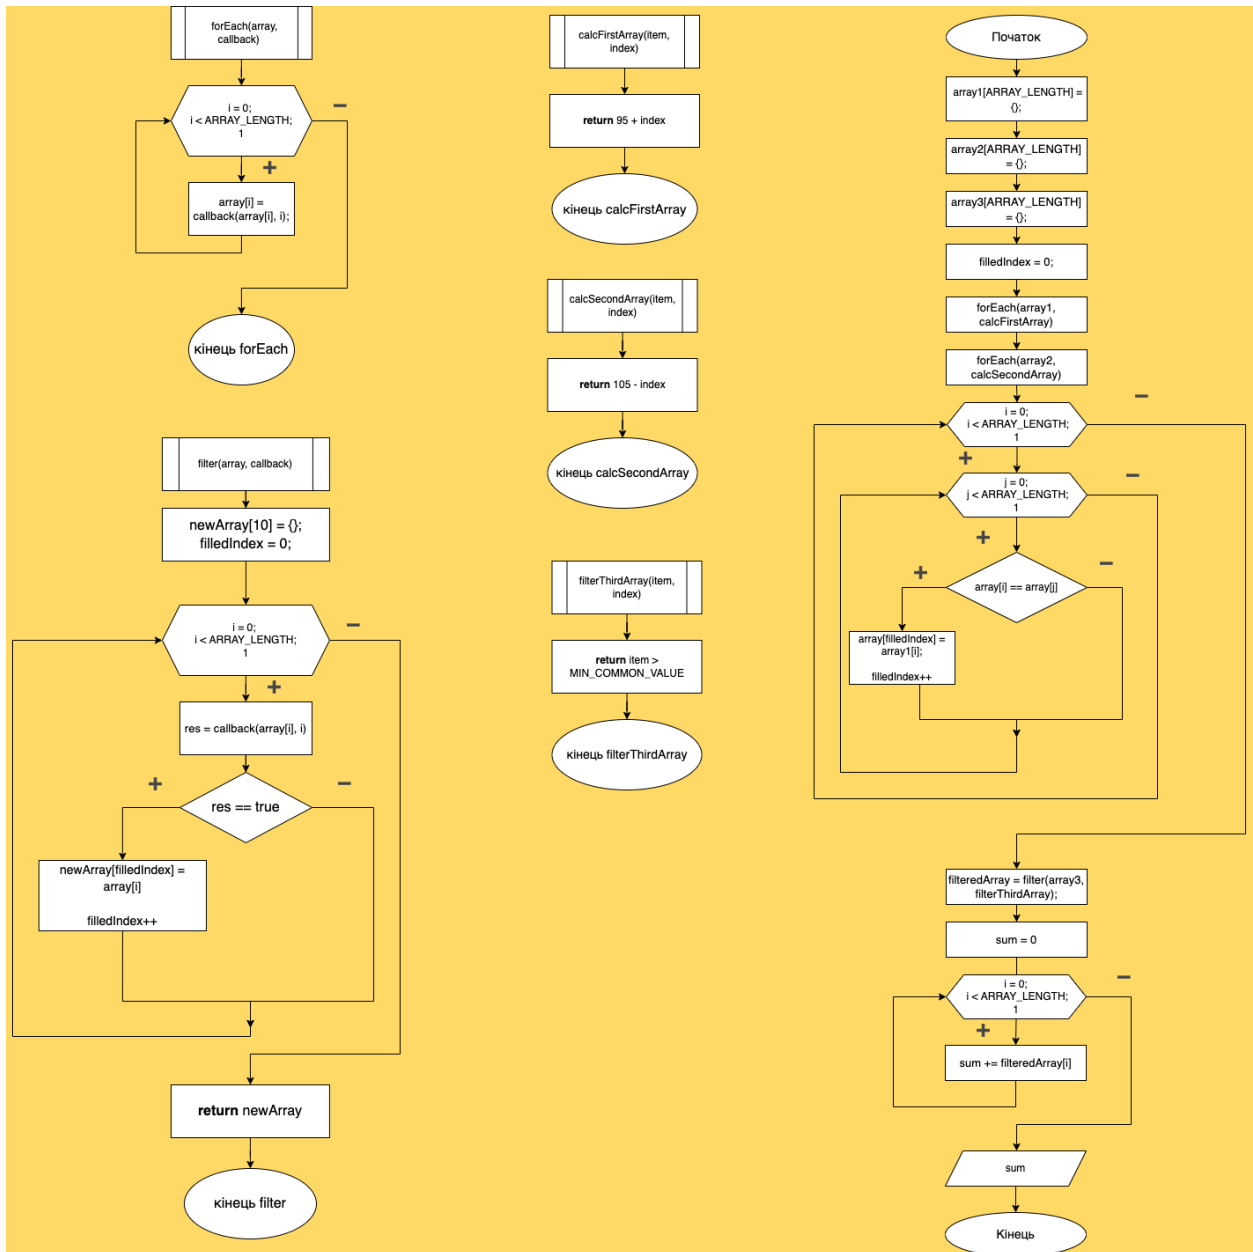 forEach(array,
callback)
i = 0;
i < ARRAY_LENGTH;
1
−
+
array[i] =
callback(array[i], i);
кінець forEach
filter(array, callback)
newArray[10] = {};
filledIndex = 0;
i = 0;
i < ARRAY_LENGTH;
1
−
+
res = callback(array[i], i)
+
−
res == true
newArray[filledIndex] =
array[i]
filledIndex++
return newArray
кінець filter
calcFirstArray(item,
index)
return 95 + index
кінець calcFirstArray
calcSecondArray(item,
index)
return 105 - index
кінець calcSecondArray
filterThirdArray(item,
index)
return item >
MIN_COMMON_VALUE
кінець filterThirdArray
Початок
array1[ARRAY_LENGTH] =
{};
array2[ARRAY_LENGTH]
= {};
array3[ARRAY_LENGTH]
= {};
filledIndex = 0;
forEach(array1,
calcFirstArray)
forEach(array2,
calcSecondArray)
−
i = 0;
i < ARRAY_LENGTH;
1
+
−
j = 0;
j < ARRAY_LENGTH;
1
+
+
−
array[i] == array[j]
array[filledIndex] =
array1[i];
filledIndex++
filteredArray = filter(array3,
filterThirdArray);
sum = 0
−
i = 0;
i < ARRAY_LENGTH;
1
+
sum += filteredArray[i]
sum
Кінець